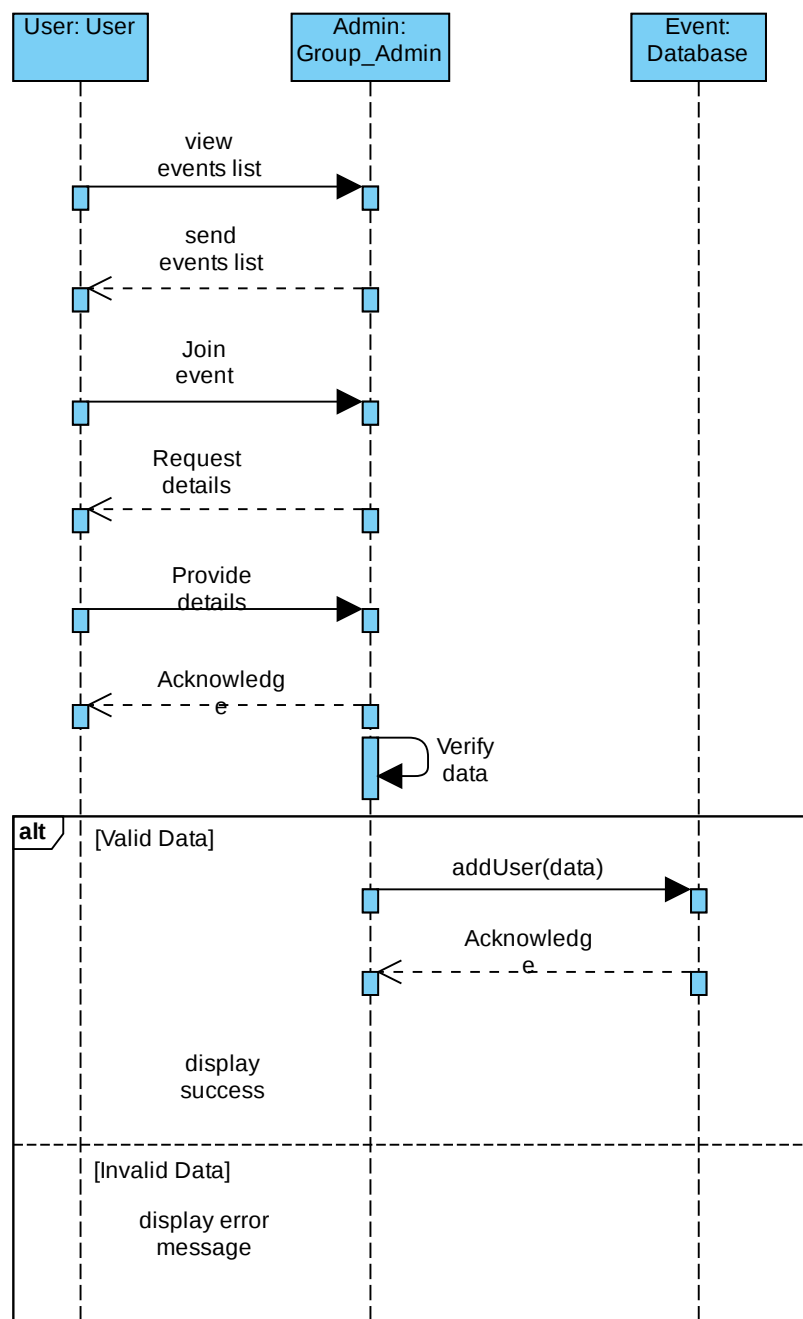 User: User
Admin:
Group_Admin
Event:
Database
view
events list
send
events list
Join
event
Request
details
Provide
details
Acknowledg
e
Verify
data
alt
[Valid Data]
addUser(data)
Acknowledg
e
display
success
[Invalid Data]
display error
message